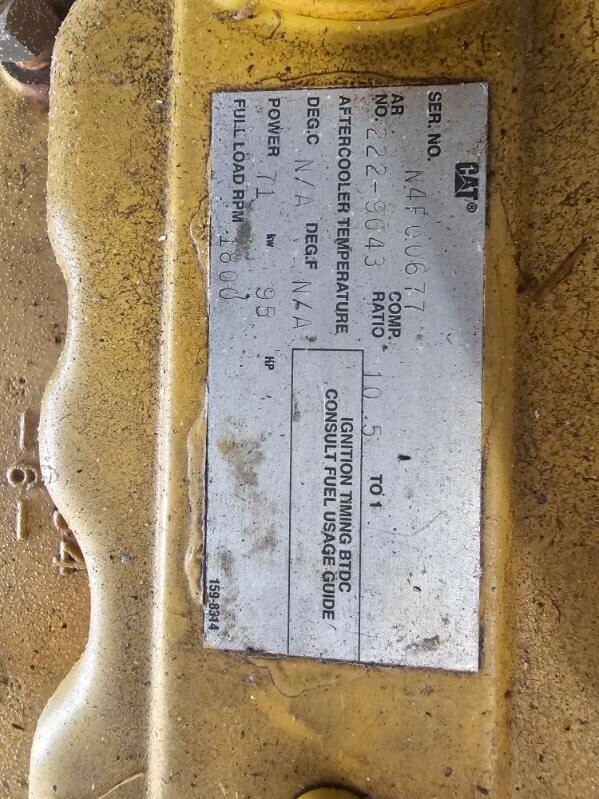 CAT®
SER. NO. N4F00677
AR NO. 222-9643 COMP. RATIO 10.5 TO 1
AFTERCOOLER TEMPERATURE
DEG.C N/A DEG.F N/A
POWER 71 kw 95 HP
FULL LOAD RPM 1800
IGNITION TIMING BTDC
CONSULT FUEL USAGE GUIDE
159-8314